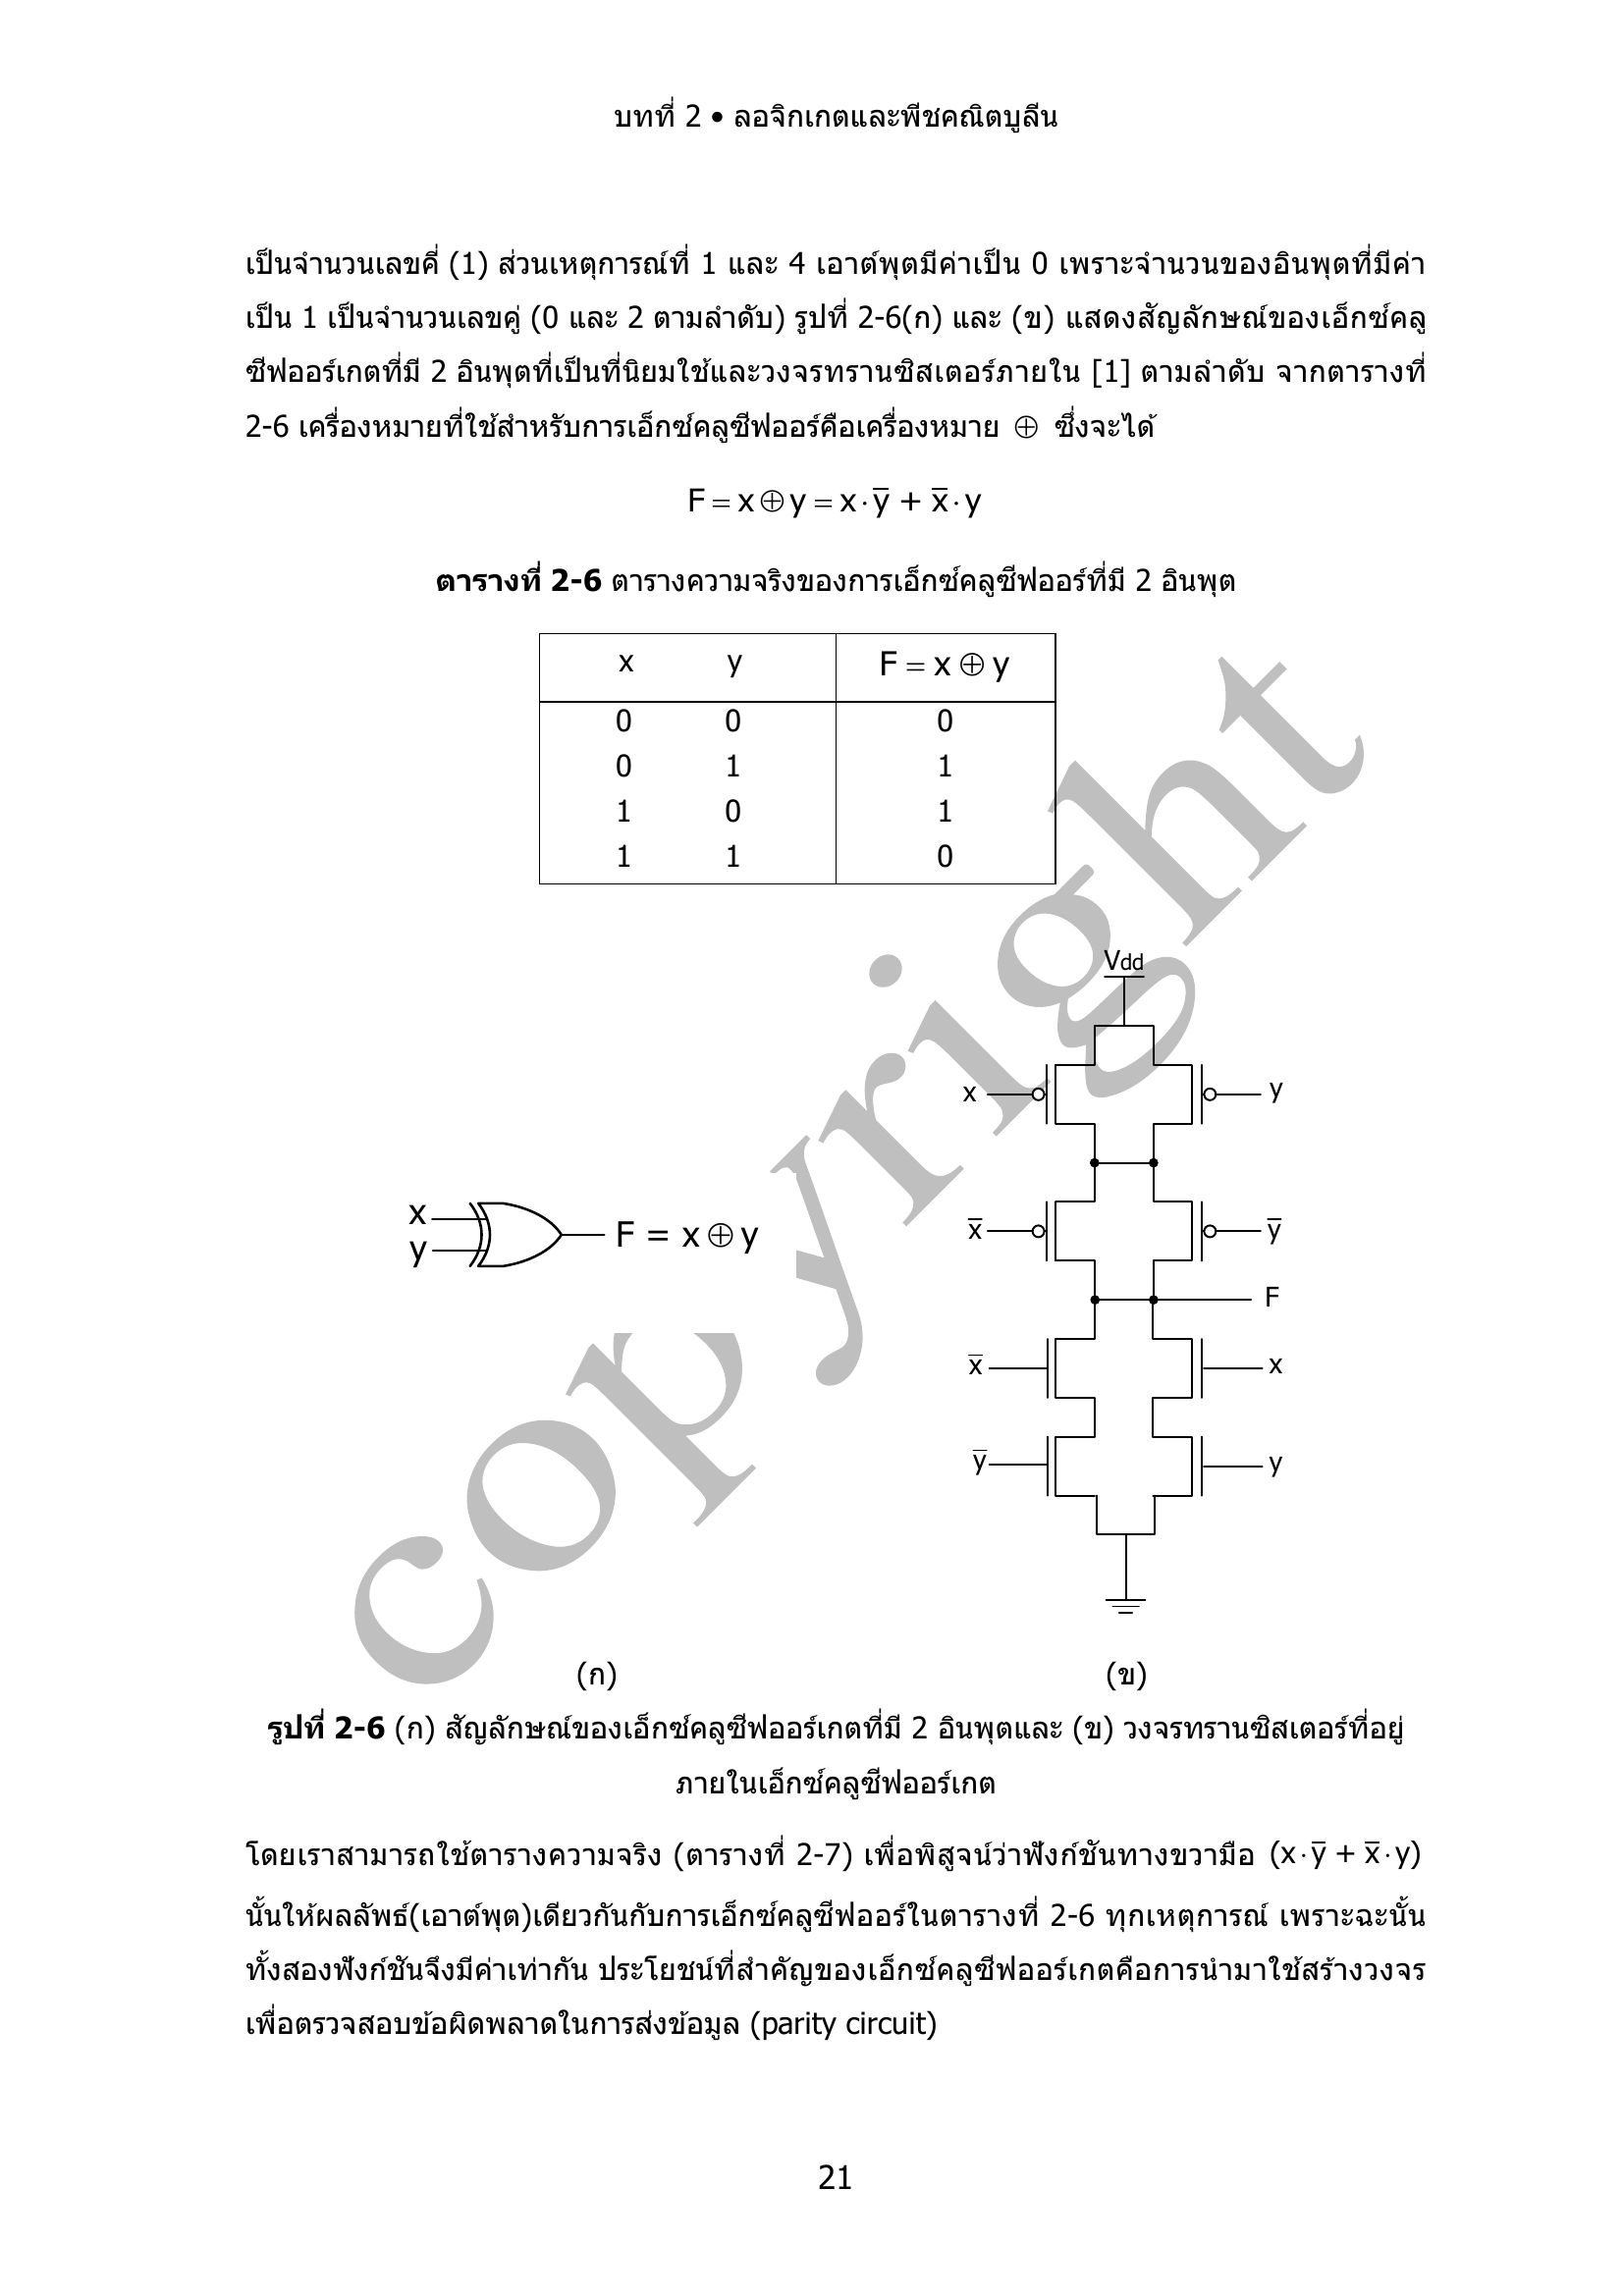 บทที่ 2 • ลอจิกเกตและพีชคณิตบูลีน
เป็นจำนวนเลขคี่ (1) ส่วนเหตุการณ์ที่ 1 และ 4 เอาต์พุตมีค่าเป็น 0 เพราะจำนวนของอินพุตที่มีค่า
เป็น 1 เป็นจำนวนเลขคู่ (0 และ 2 ตามลำดับ) รูปที่ 2-6(ก) และ (ข) แสดงสัญลักษณ์ของเอ็กซ์คลู
ซีฟออร์เกตที่มี 2 อินพุตที่เป็นที่นิยมใช้และวงจรทรานซิสเตอร์ภายใน [1] ตามลำดับ จากตารางที่
2-6 เครื่องหมายที่ใช้สำหรับการเอ็กซ์คลูซีฟออร์คือเครื่องหมาย ⊕ ซึ่งจะได้
F = x ⊕ y = x · y̅ + x̅ · y
ตารางที่ 2-6 ตารางความจริงของการเอ็กซ์คลูซีฟออร์ที่มี 2 อินพุต
x y F = x ⊕ y
0 0 0
0 1 1
1 0 1
1 1 0
copyright
Vdd
x y
x̅ y̅
F
x̅ x
y̅ y
x
y
F = x ⊕ y
(ก) (ข)
รูปที่ 2-6 (ก) สัญลักษณ์ของเอ็กซ์คลูซีฟออร์เกตที่มี 2 อินพุตและ (ข) วงจรทรานซิสเตอร์ที่อยู่
ภายในเอ็กซ์คลูซีฟออร์เกต
โดยเราสามารถใช้ตารางความจริง (ตารางที่ 2-7) เพื่อพิสูจน์ว่าฟังก์ชันทางขวามือ (x · y̅ + x̅ · y)
นั้นให้ผลลัพธ์(เอาต์พุต)เดียวกันกับการเอ็กซ์คลูซีฟออร์ในตารางที่ 2-6 ทุกเหตุการณ์ เพราะฉะนั้น
ทั้งสองฟังก์ชันจึงมีค่าเท่ากัน ประโยชน์ที่สำคัญของเอ็กซ์คลูซีฟออร์เกตคือการนำมาใช้สร้างวงจร
เพื่อตรวจสอบข้อผิดพลาดในการส่งข้อมูล (parity circuit)
21